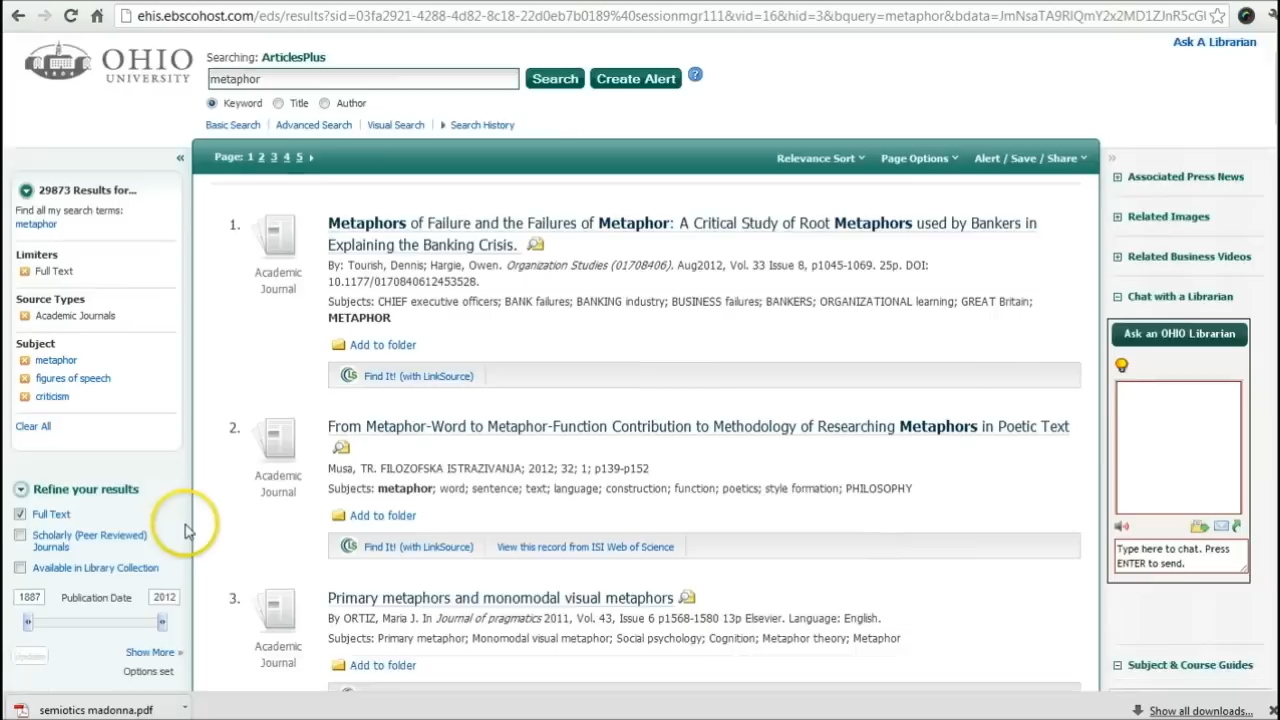 ehis.ebscohost.com/eds/results?sid=03fa2921-4288-4d82-8c18-22d0eb7b0189%40sessionmgr111&vid=16&hid=3&bquery=metaphor&bdata=
Ask A Librarian
OHIO
UNIVERSITY
Searching: ArticlesPlus
metaphor
Search
Create Alert
Keyword Title Author
Basic Search Advanced Search Visual Search Search History
Page: 1 2 3 4 5
Relevance Sort Page Options Alert / Save / Share
29873 Results for...
Find all my search terms:
metaphor
Limiters
Full Text
Source Types
Academic Journals
Subject
metaphor
figures of speech
criticism
Clear All
Refine your results
Full Text
Scholarly (Peer Reviewed)
Journals
Available in Library Collection
1887 Publication Date 2012
Show More »
Options set
1.
Academic
Journal
Metaphors of Failure and the Failures of Metaphor: A Critical Study of Root Metaphors used by Bankers in
Explaining the Banking Crisis.
By: Tourish, Dennis; Hargie, Owen. Organization Studies (01708406). Aug2012, Vol. 33 Issue 8, p1045-1069. 25p. DOI:
10.1177/0170840612453528.
Subjects: CHIEF executive officers; BANK failures; BANKING industry; BUSINESS failures; BANKERS; ORGANIZATIONAL learning; GREAT Britain;
METAPHOR
Add to folder
Find It! (with LinkSource)
2.
Academic
Journal
From Metaphor-Word to Metaphor-Function Contribution to Methodology of Researching Metaphors in Poetic Text
Musa, TR. FILOZOFSKA ISTRAZIVANJA; 2012; 32; 1; p139-p152
Subjects: metaphor; word; sentence; text; language; construction; function; poetics; style formation; PHILOSOPHY
Add to folder
Find It! (with LinkSource) View this record from ISI Web of Science
3.
Academic
Journal
Primary metaphors and monomodal visual metaphors
By ORTIZ, Maria J. In Journal of pragmatics 2011, Vol. 43, Issue 6 p1568-1580 13p Elsevier. Language: English.
Subjects: Primary metaphor; Monomodal visual metaphor; Social psychology; Cognition; Metaphor theory; Metaphor
Add to folder
Associated Press News
Related Images
Related Business Videos
Chat with a Librarian
Ask an OHIO Librarian
Type here to chat. Press
ENTER to send.
Subject & Course Guides
semiotics madonna.pdf
Show all downloads...